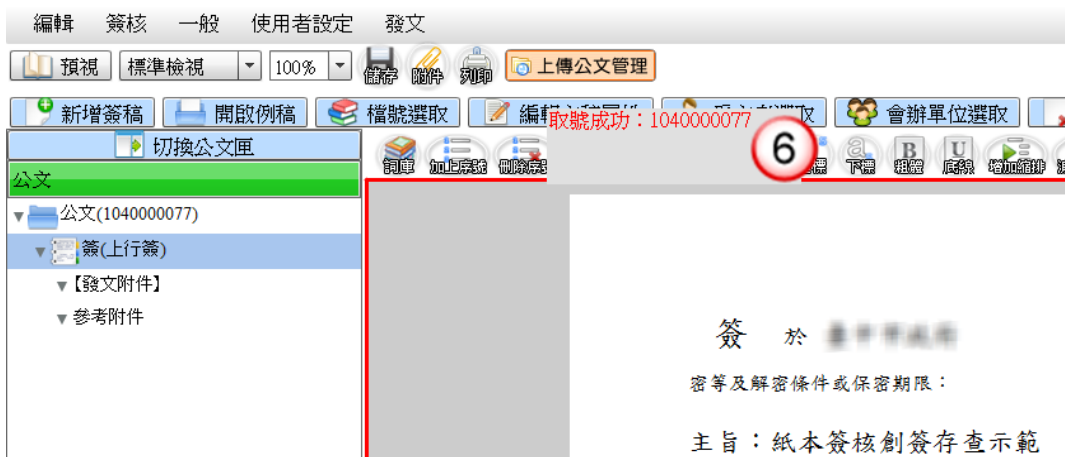 編輯 簽核 一般 使用者設定 發文
預視 標準檢視 100% 儲存 附件 列印 上傳公文管理
新增簽稿 開啟例稿 檔號選取 會辦單位選取
取號成功：1040000077
6
切換公文匣
詞庫 加上序號 刪除序號 下標 粗體 底線 增加縮排
公文
公文(1040000077)
簽(上行簽)
【發文附件】
參考附件
簽 於
密等及解密條件或保密期限：
主旨：紙本簽核創簽存查示範